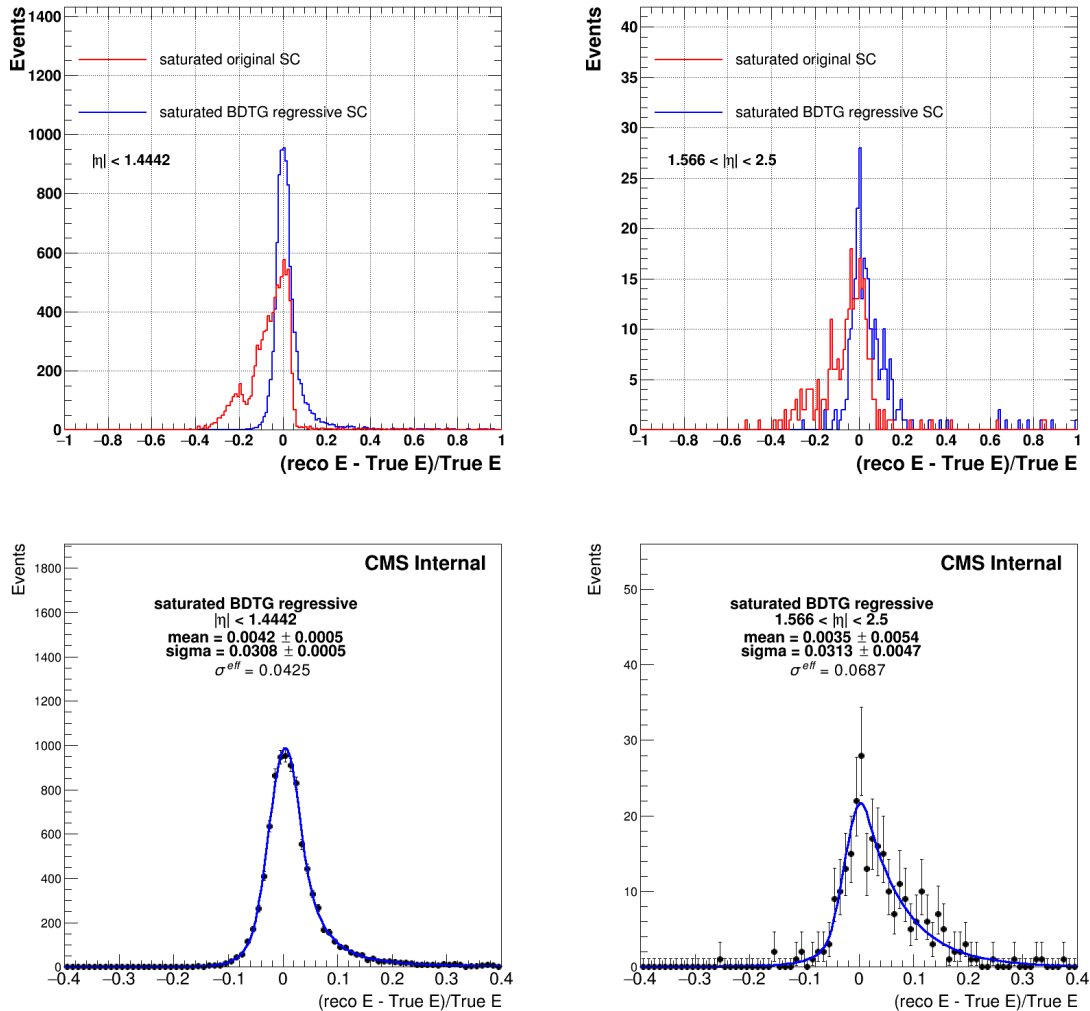 Events
1400
1200
1000
800
600
400
200
0
saturated original SC
saturated BDTG regressive SC
|η| < 1.4442
−1 −0.8 −0.6 −0.4 −0.2 0 0.2 0.4 0.6 0.8 1
(reco E - True E)/True E
Events
40
35
30
25
20
15
10
5
0
saturated original SC
saturated BDTG regressive SC
1.566 < |η| < 2.5
−1 −0.8 −0.6 −0.4 −0.2 0 0.2 0.4 0.6 0.8 1
(reco E - True E)/True E
Events
1800
1600
1400
1200
1000
800
600
400
200
0
CMS Internal
saturated BDTG regressive
|η| < 1.4442
mean = 0.0042 ± 0.0005
sigma = 0.0308 ± 0.0005
σ^eff = 0.0425
−0.4 −0.3 −0.2 −0.1 0 0.1 0.2 0.3 0.4
(reco E - True E)/True E
Events
50
40
30
20
10
0
CMS Internal
saturated BDTG regressive
1.566 < |η| < 2.5
mean = 0.0035 ± 0.0054
sigma = 0.0313 ± 0.0047
σ^eff = 0.0687
−0.4 −0.3 −0.2 −0.1 0 0.1 0.2 0.3 0.4
(reco E - True E)/True E